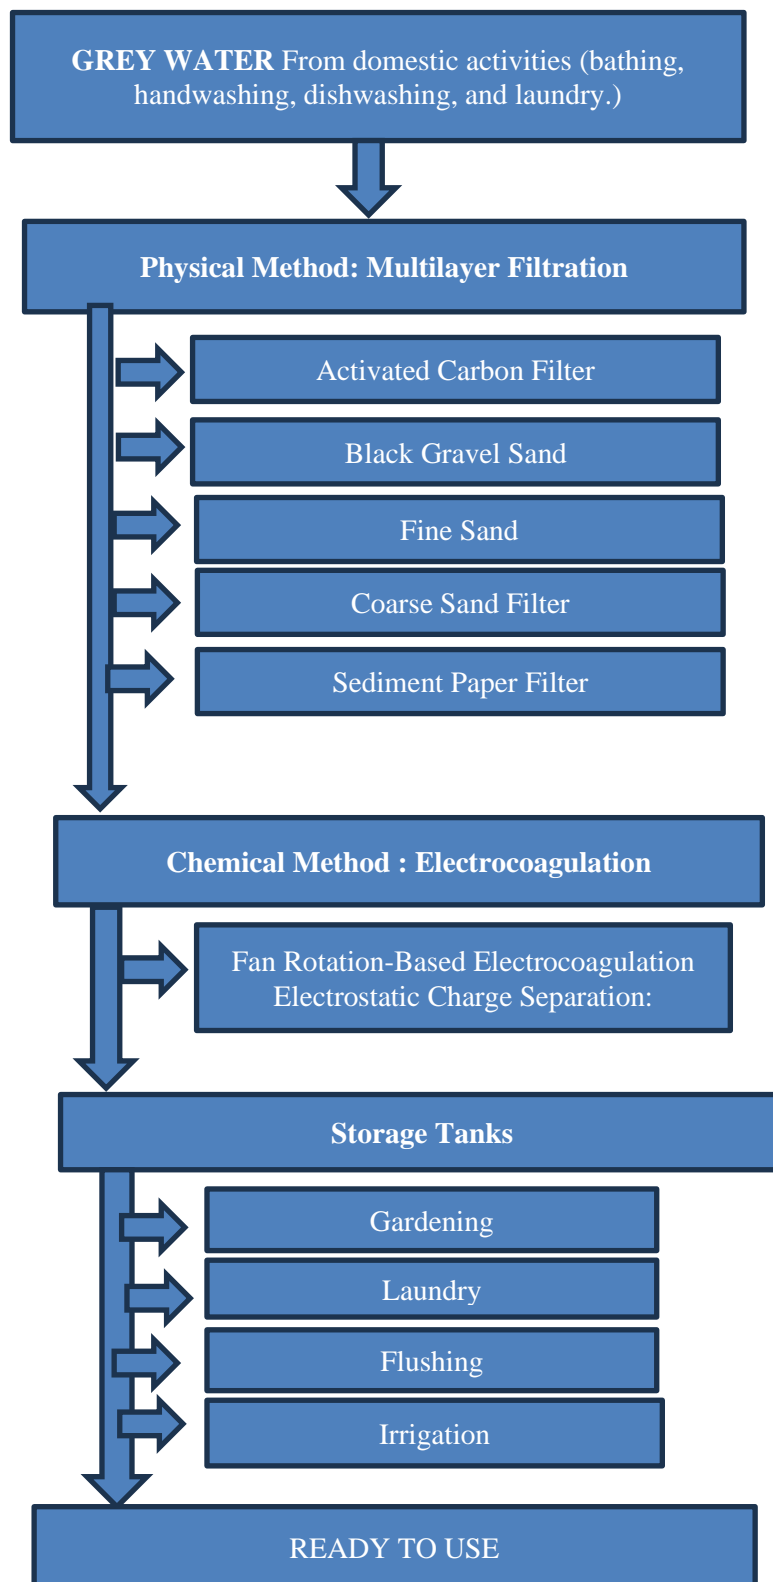 GREY WATER From domestic activities (bathing,
handwashing, dishwashing, and laundry.)
Physical Method: Multilayer Filtration
Activated Carbon Filter
Black Gravel Sand
Fine Sand
Coarse Sand Filter
Sediment Paper Filter
Chemical Method : Electrocoagulation
Fan Rotation-Based Electrocoagulation
Electrostatic Charge Separation:
Storage Tanks
Gardening
Laundry
Flushing
Irrigation
READY TO USE